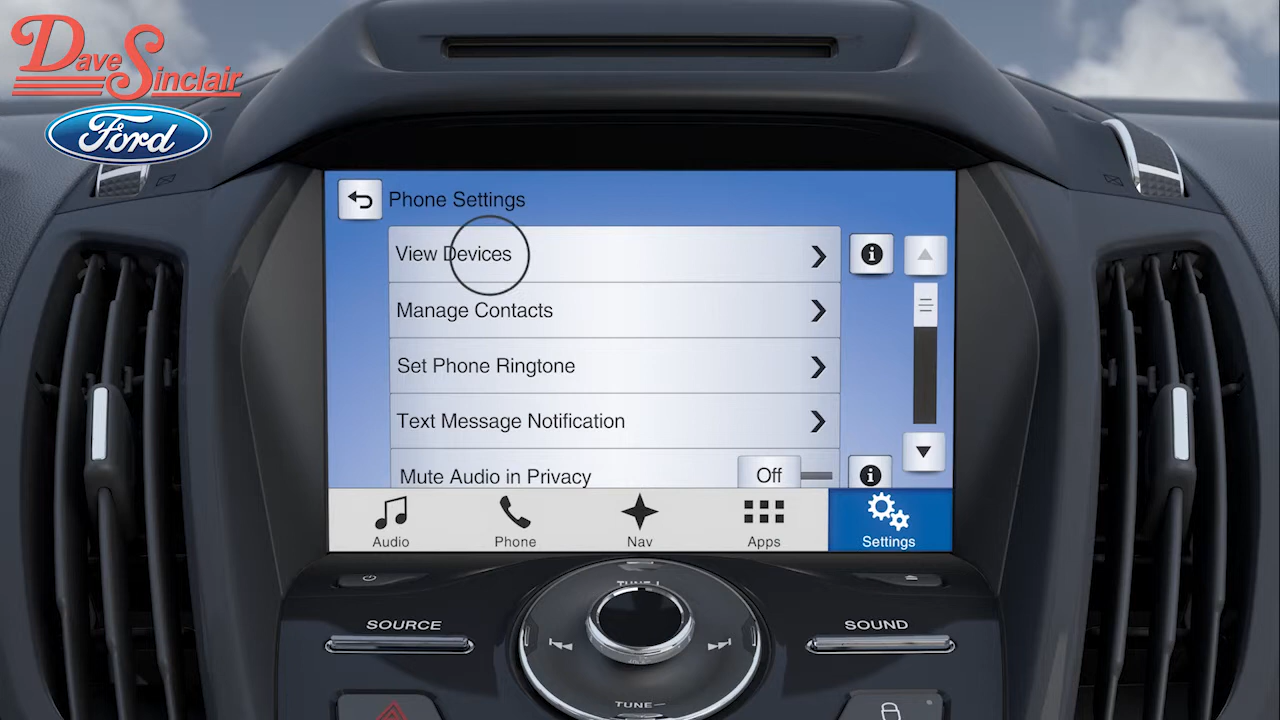 Dave
Sinclair
Ford
Phone Settings
View Devices
Manage Contacts
Set Phone Ringtone
Text Message Notification
Mute Audio in Privacy
Off
Audio
Phone
Nav
Apps
Settings
SOURCE
SOUND
TUNE+
TUNE—